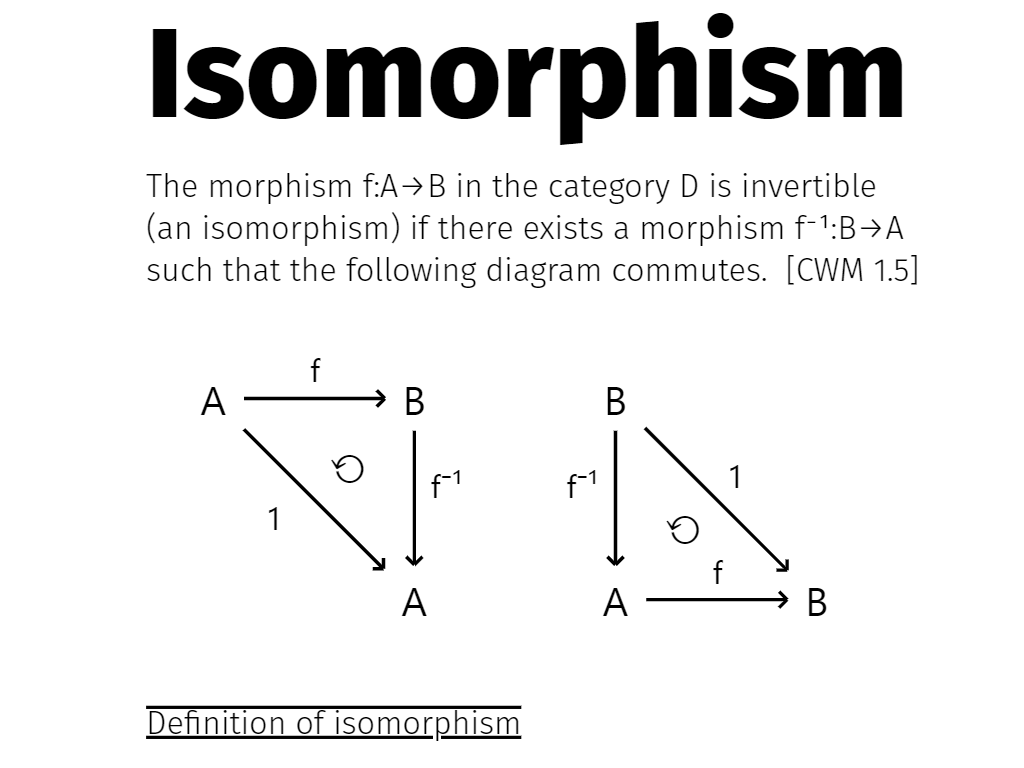 Isomorphism
The morphism f:A→B in the category D is invertible
(an isomorphism) if there exists a morphism f⁻¹:B→A
such that the following diagram commutes. [CWM 1.5]
f
A B B
f⁻¹ f⁻¹ 1
1
f
A A B
Definition of isomorphism